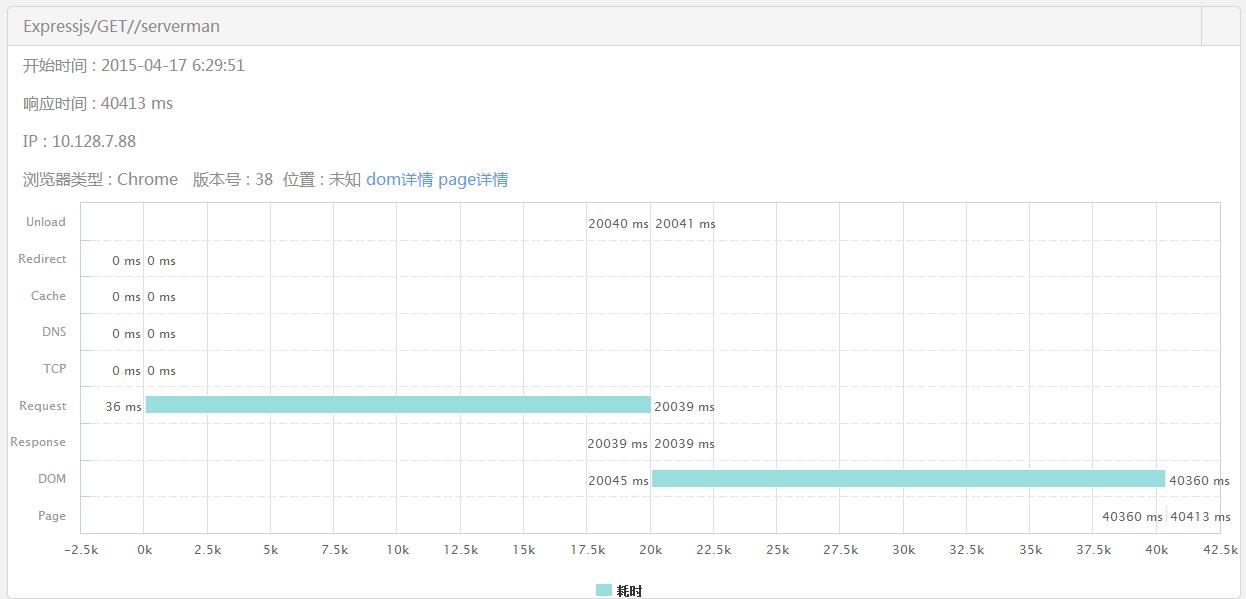 Expressjs/GET//serverman
开始时间 : 2015-04-17 6:29:51
响应时间 : 40413 ms
IP : 10.128.7.88
浏览器类型 : Chrome 版本号 : 38 位置 : 未知 dom详情 page详情
Unload 20040 ms 20041 ms
Redirect 0 ms 0 ms
Cache 0 ms 0 ms
DNS 0 ms 0 ms
TCP 0 ms 0 ms
Request 36 ms 20039 ms
Response 20039 ms 20039 ms
DOM 20045 ms 40360 ms
Page 40360 ms 40413 ms
-2.5k 0k 2.5k 5k 7.5k 10k 12.5k 15k 17.5k 20k 22.5k 25k 27.5k 30k 32.5k 35k 37.5k 40k 42.5k
耗时